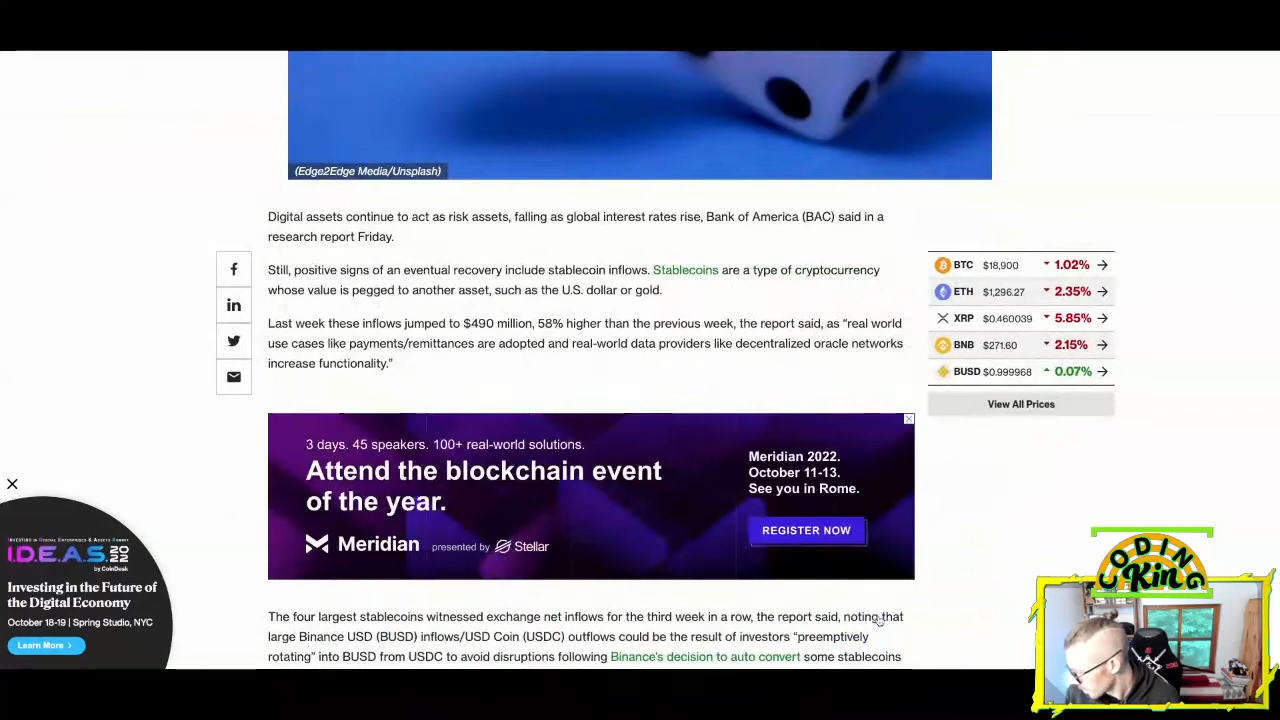 (Edge2Edge Media/Unsplash)
Digital assets continue to act as risk assets, falling as global interest rates rise, Bank of America (BAC) said in a
research report Friday.
Still, positive signs of an eventual recovery include stablecoin inflows. Stablecoins are a type of cryptocurrency
whose value is pegged to another asset, such as the U.S. dollar or gold.
Last week these inflows jumped to $490 million, 58% higher than the previous week, the report said, as “real world
use cases like payments/remittances are adopted and real-world data providers like decentralized oracle networks
increase functionality.”
BTC $18,900 1.02%
ETH $1,296.27 2.35%
XRP $0.460039 5.85%
BNB $271.60 2.15%
BUSD $0.999968 0.07%
View All Prices
3 days. 45 speakers. 100+ real-world solutions.
Attend the blockchain event
of the year.
Meridian presented by Stellar
Meridian 2022.
October 11-13.
See you in Rome.
REGISTER NOW
The four largest stablecoins witnessed exchange net inflows for the third week in a row, the report said, noting that
large Binance USD (BUSD) inflows/USD Coin (USDC) outflows could be the result of investors “preemptively
rotating” into BUSD from USDC to avoid disruptions following Binance’s decision to auto convert some stablecoins
I.D.E.A.S. 2022
by CoinDesk
Investing in the Future of
the Digital Economy
October 18-19 | Spring Studio, NYC
Learn More
CODING
King